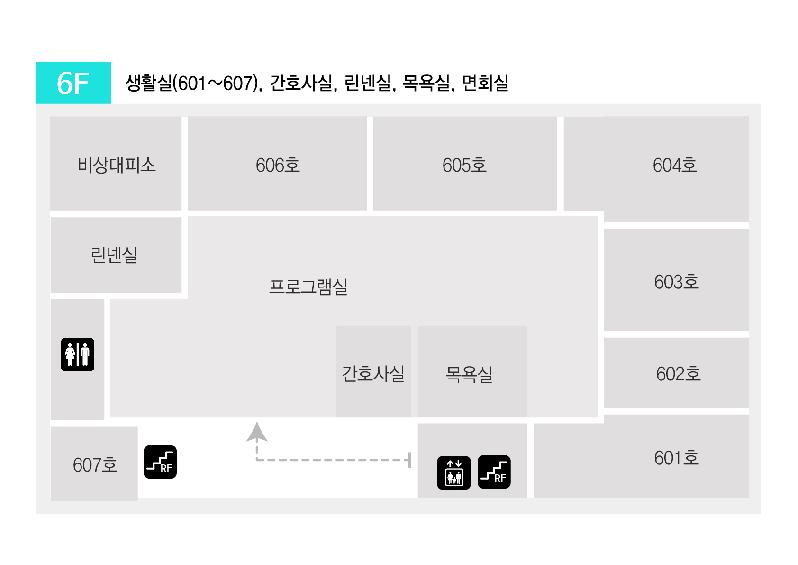 6F 생활실(601~607), 간호사실, 린넨실, 목욕실, 면회실
비상대피소
606호
605호
604호
린넨실
프로그램실
603호
간호사실
목욕실
602호
607호
RF
RF
601호